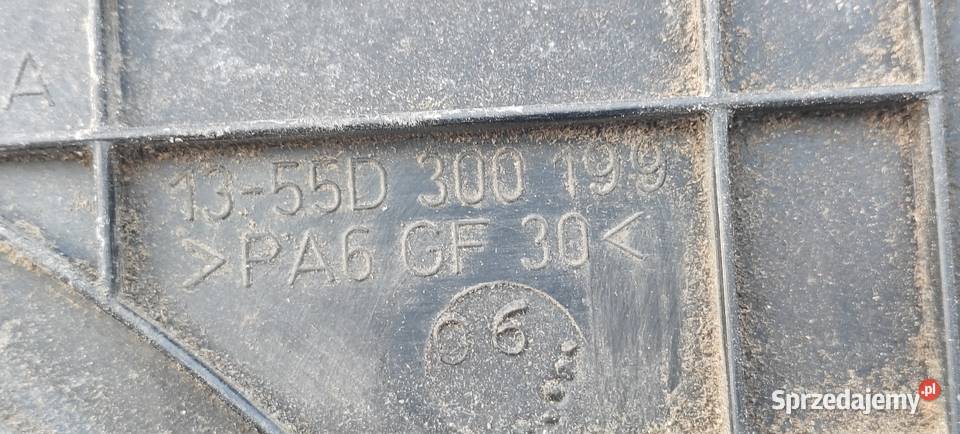 A
13-55D 300 199
>PA6 GF 30<
06
Sprzedajemy.pl